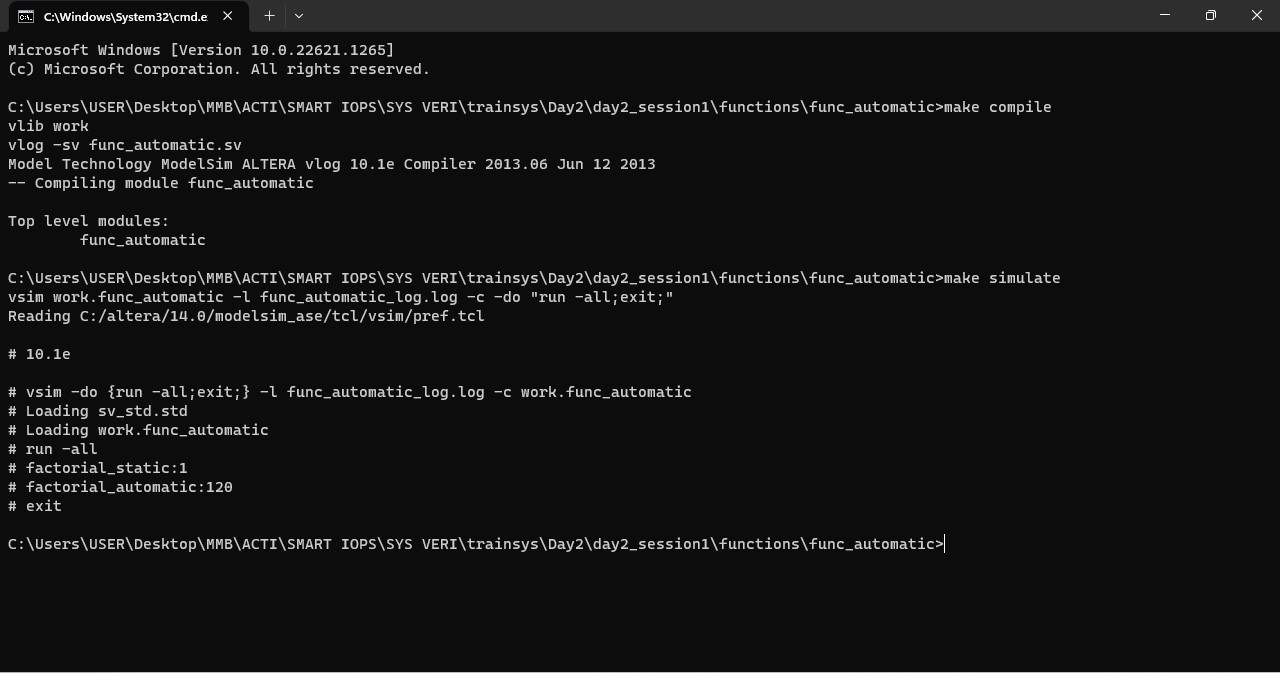 C:\Windows\System32\cmd.e
Microsoft Windows [Version 10.0.22621.1265]
(c) Microsoft Corporation. All rights reserved.
C:\Users\USER\Desktop\MMB\ACTI\SMART IOPS\SYS VERI\trainsys\Day2\day2_session1\functions\func_automatic>make compile
vlib work
vlog -sv func_automatic.sv
Model Technology ModelSim ALTERA vlog 10.1e Compiler 2013.06 Jun 12 2013
-- Compiling module func_automatic
Top level modules:
func_automatic
C:\Users\USER\Desktop\MMB\ACTI\SMART IOPS\SYS VERI\trainsys\Day2\day2_session1\functions\func_automatic>make simulate
vsim work.func_automatic -l func_automatic_log.log -c -do "run -all;exit;"
Reading C:/altera/14.0/modelsim_ase/tcl/vsim/pref.tcl
# 10.1e
# vsim -do {run -all;exit;} -l func_automatic_log.log -c work.func_automatic
# Loading sv_std.std
# Loading work.func_automatic
# run -all
# factorial_static:1
# factorial_automatic:120
# exit
C:\Users\USER\Desktop\MMB\ACTI\SMART IOPS\SYS VERI\trainsys\Day2\day2_session1\functions\func_automatic>